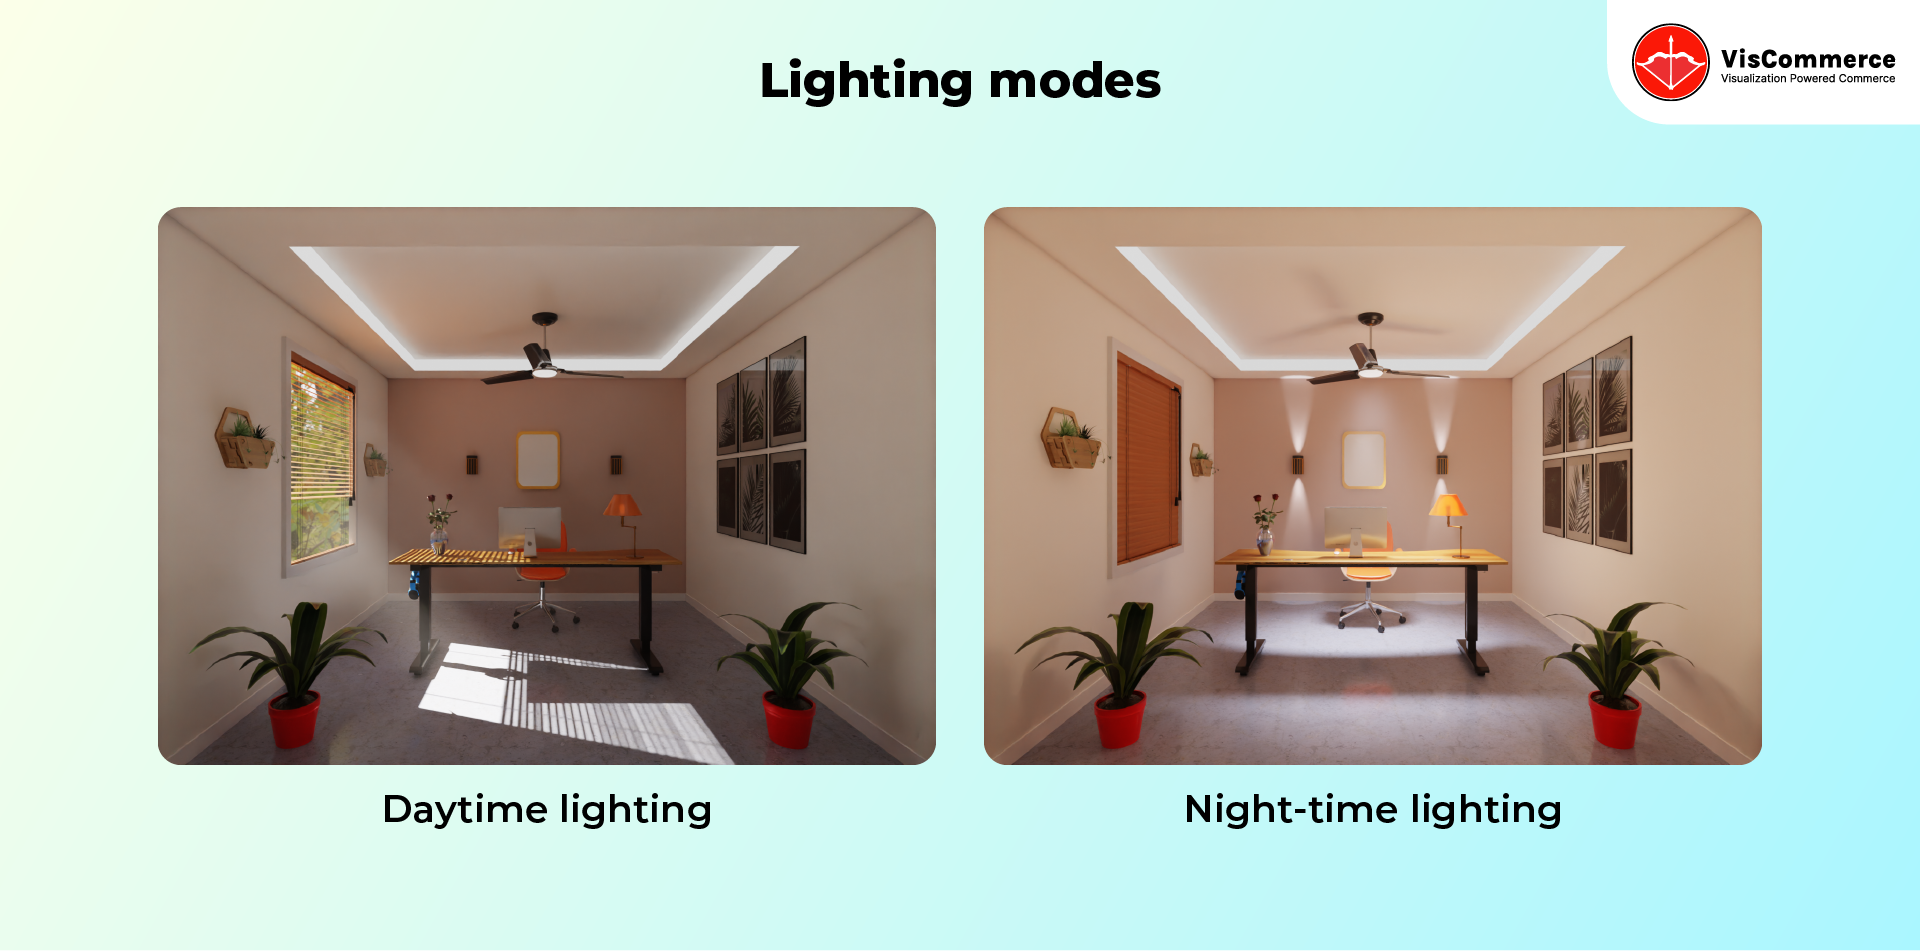 Lighting modes
VisCommerce
Visualization Powered Commerce
Daytime lighting
Night-time lighting